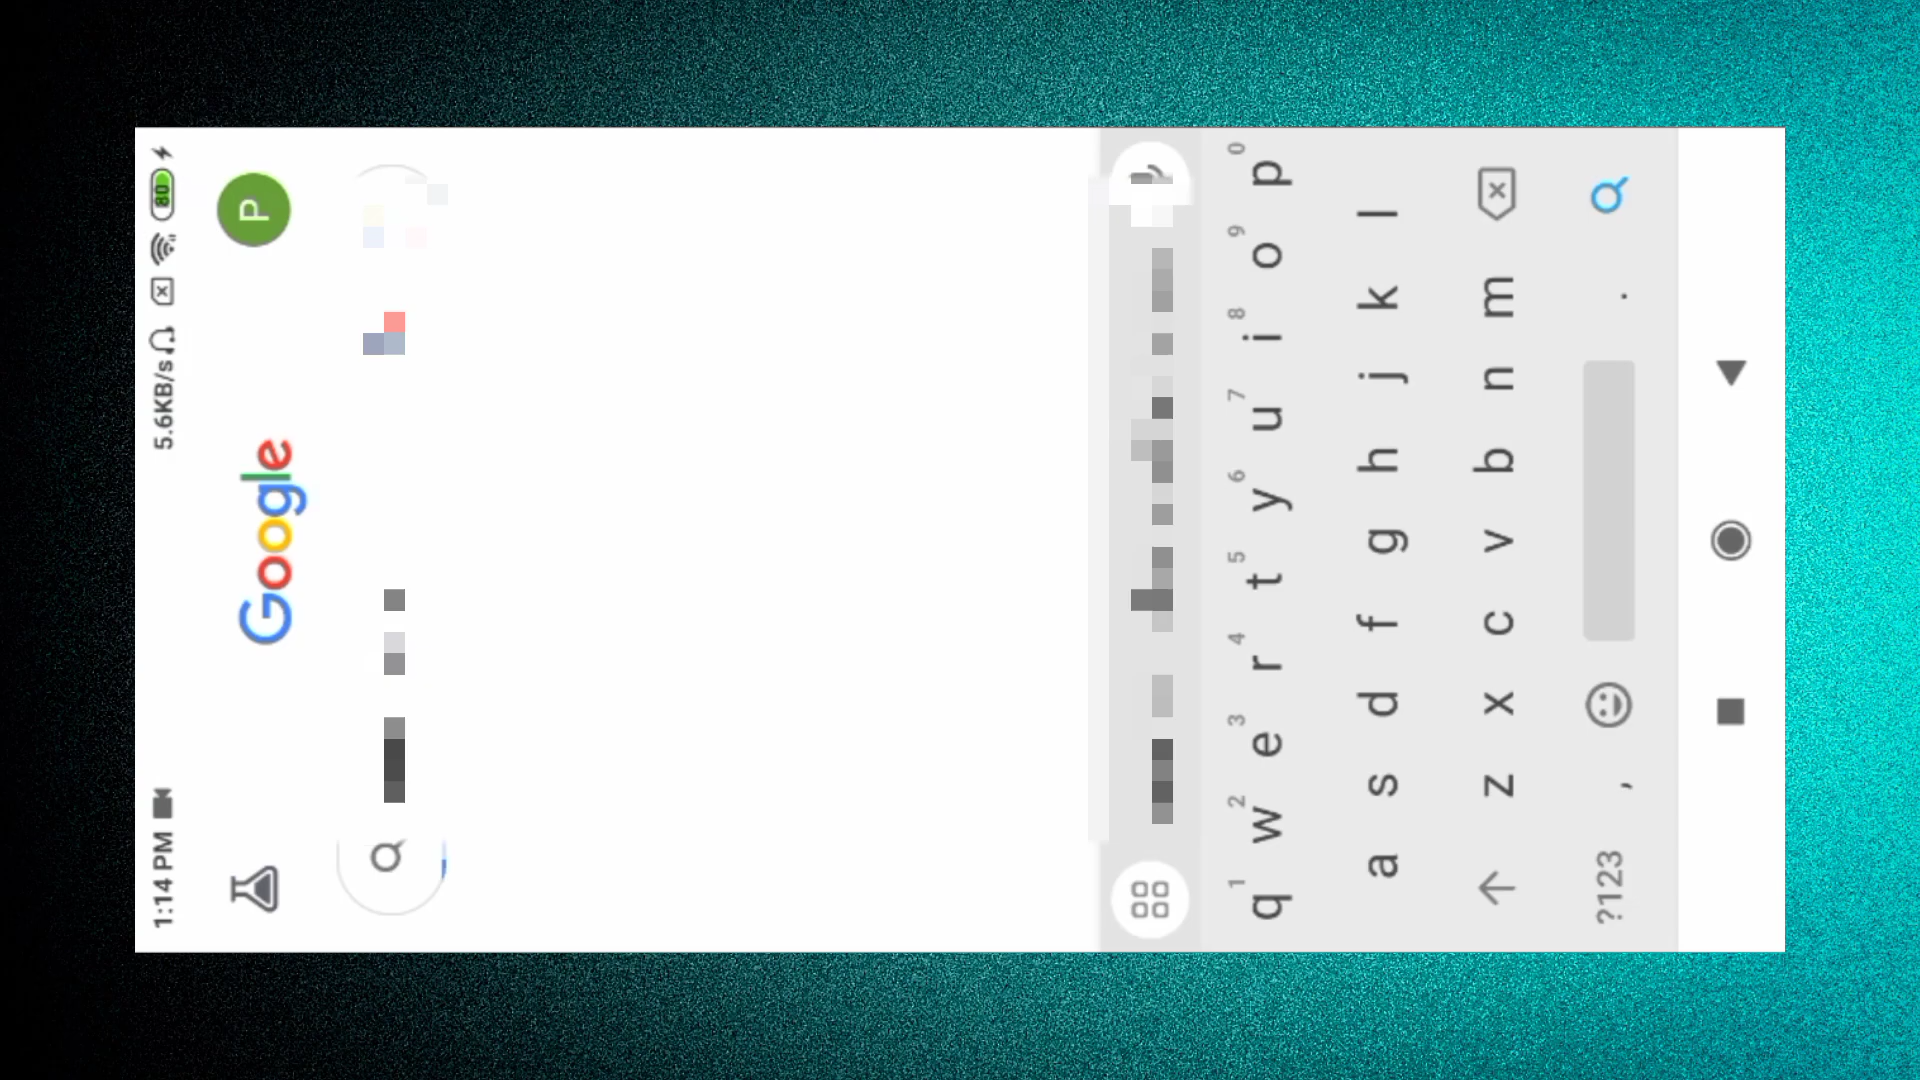 1:14 PM 5.6KB/s 80
Google P
1 2 3 4 5 6 7 8 9 0
q w e r t y u i o p
a s d f g h j k l
z x c v b n m
?123 , .